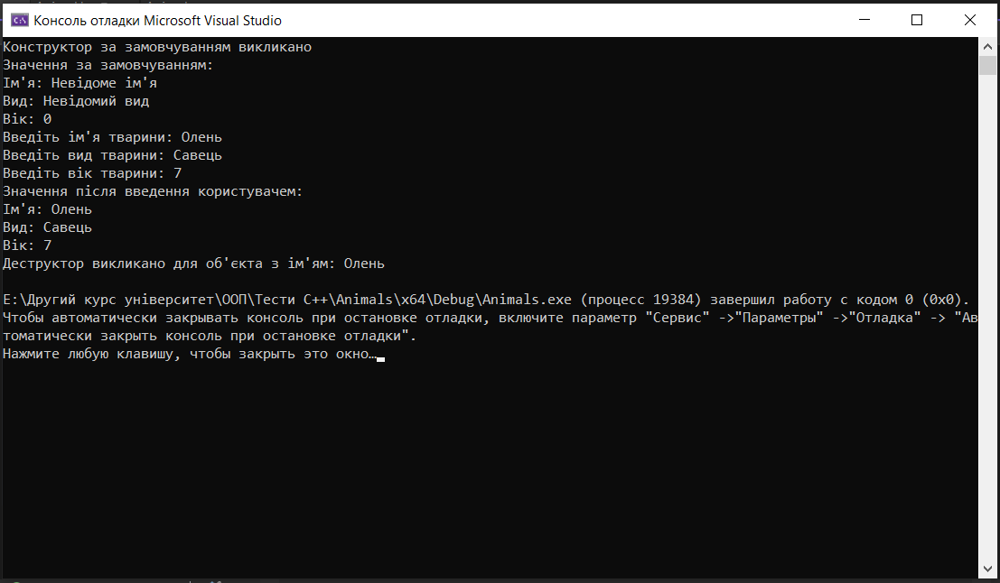 Консоль отладки Microsoft Visual Studio
Конструктор за замовчуванням викликано
Значення за замовчуванням:
Ім'я: Невідоме ім'я
Вид: Невідомий вид
Вік: 0
Введіть ім'я тварини: Олень
Введіть вид тварини: Савець
Введіть вік тварини: 7
Значення після введення користувачем:
Ім'я: Олень
Вид: Савець
Вік: 7
Деструктор викликано для об'єкта з ім'ям: Олень
E:\Другий курс університет\ООП\Тести C++\Animals\x64\Debug\Animals.exe (процесс 19384) завершил работу с кодом 0 (0x0).
Чтобы автоматически закрывать консоль при остановке отладки, включите параметр "Сервис" ->"Параметры" ->"Отладка" -> "Ав
томатически закрыть консоль при остановке отладки".
Нажмите любую клавишу, чтобы закрыть это окно…